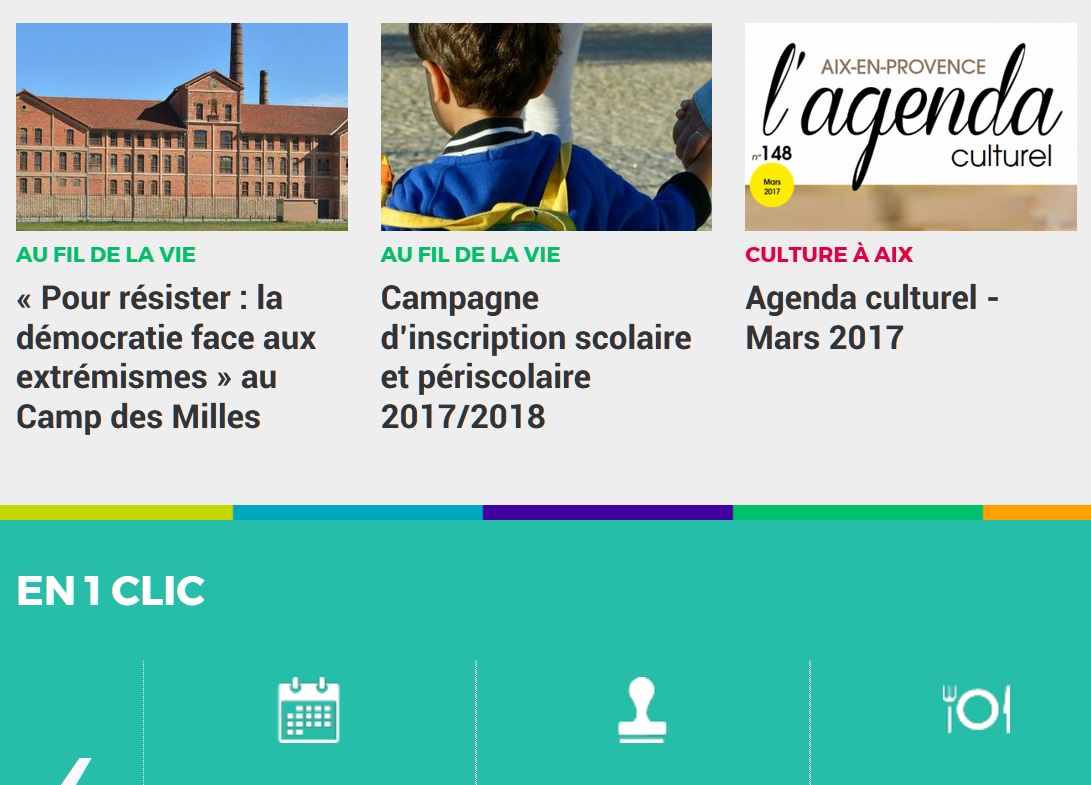 AU FIL DE LA VIE
« Pour résister : la
démocratie face aux
extrémismes » au
Camp des Milles
AU FIL DE LA VIE
Campagne
d'inscription scolaire
et périscolaire
2017/2018
AIX-EN-PROVENCE
l'agenda
culturel
n°148
Mars
2017
CULTURE À AIX
Agenda culturel -
Mars 2017
EN 1 CLIC